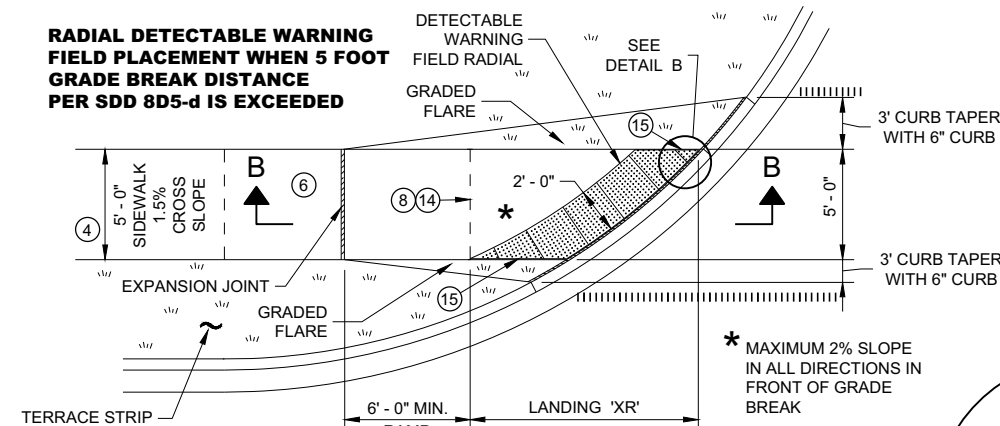 RADIAL DETECTABLE WARNING
FIELD PLACEMENT WHEN 5 FOOT
GRADE BREAK DISTANCE
PER SDD 8D5-d IS EXCEEDED
DETECTABLE
WARNING
FIELD RADIAL
SEE
DETAIL B
GRADED
FLARE
15
3' CURB TAPER
WITH 6" CURB
4
5' - 0"
SIDEWALK
1.5%
CROSS
SLOPE
B
6
8 14
*
2' - 0"
B
5' - 0"
EXPANSION JOINT
GRADED
FLARE
15
3' CURB TAPER
WITH 6" CURB
* MAXIMUM 2% SLOPE
IN ALL DIRECTIONS IN
FRONT OF GRADE
BREAK
TERRACE STRIP
6' - 0" MIN.
RAMP
LANDING 'XR'